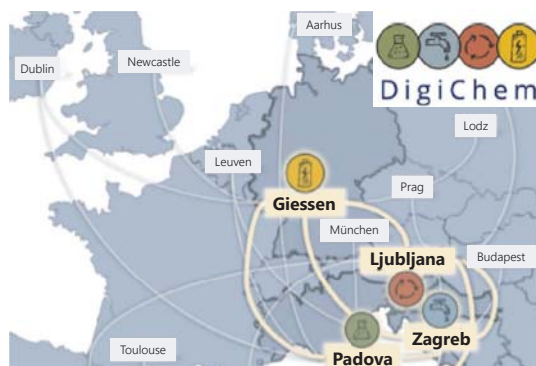 Aarhus
Dublin
Newcastle
DigiChem
Lodz
Leuven
Prag
Giessen
München
Ljubljana
Budapest
Zagreb
Toulouse
Padova